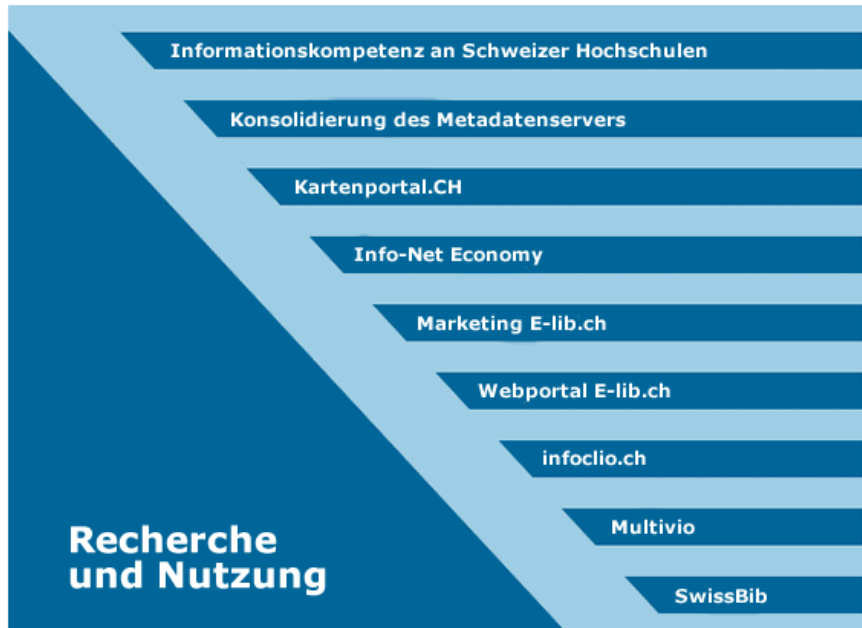 Informationskompetenz an Schweizer Hochschulen
Konsolidierung des Metadatenservers
Kartenportal.CH
Info-Net Economy
Marketing E-lib.ch
Webportal E-lib.ch
infoclio.ch
Multivio
SwissBib
Recherche
und Nutzung